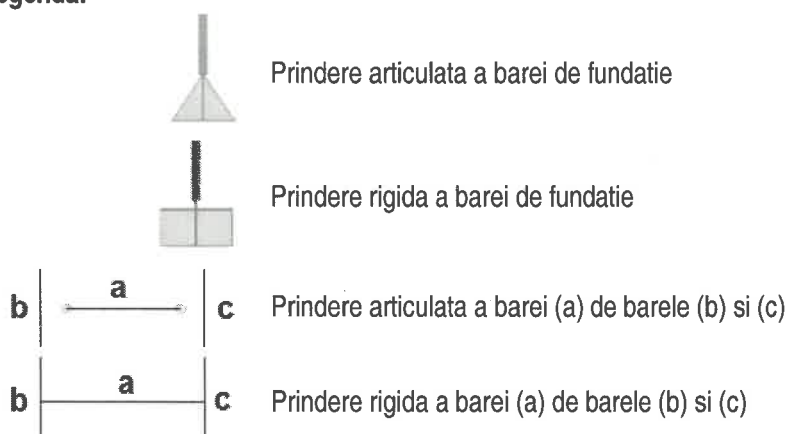 Prindere articulata a barei de fundatie
Prindere rigida a barei de fundatie
b a c Prindere articulata a barei (a) de barele (b) si (c)
b a c Prindere rigida a barei (a) de barele (b) si (c)